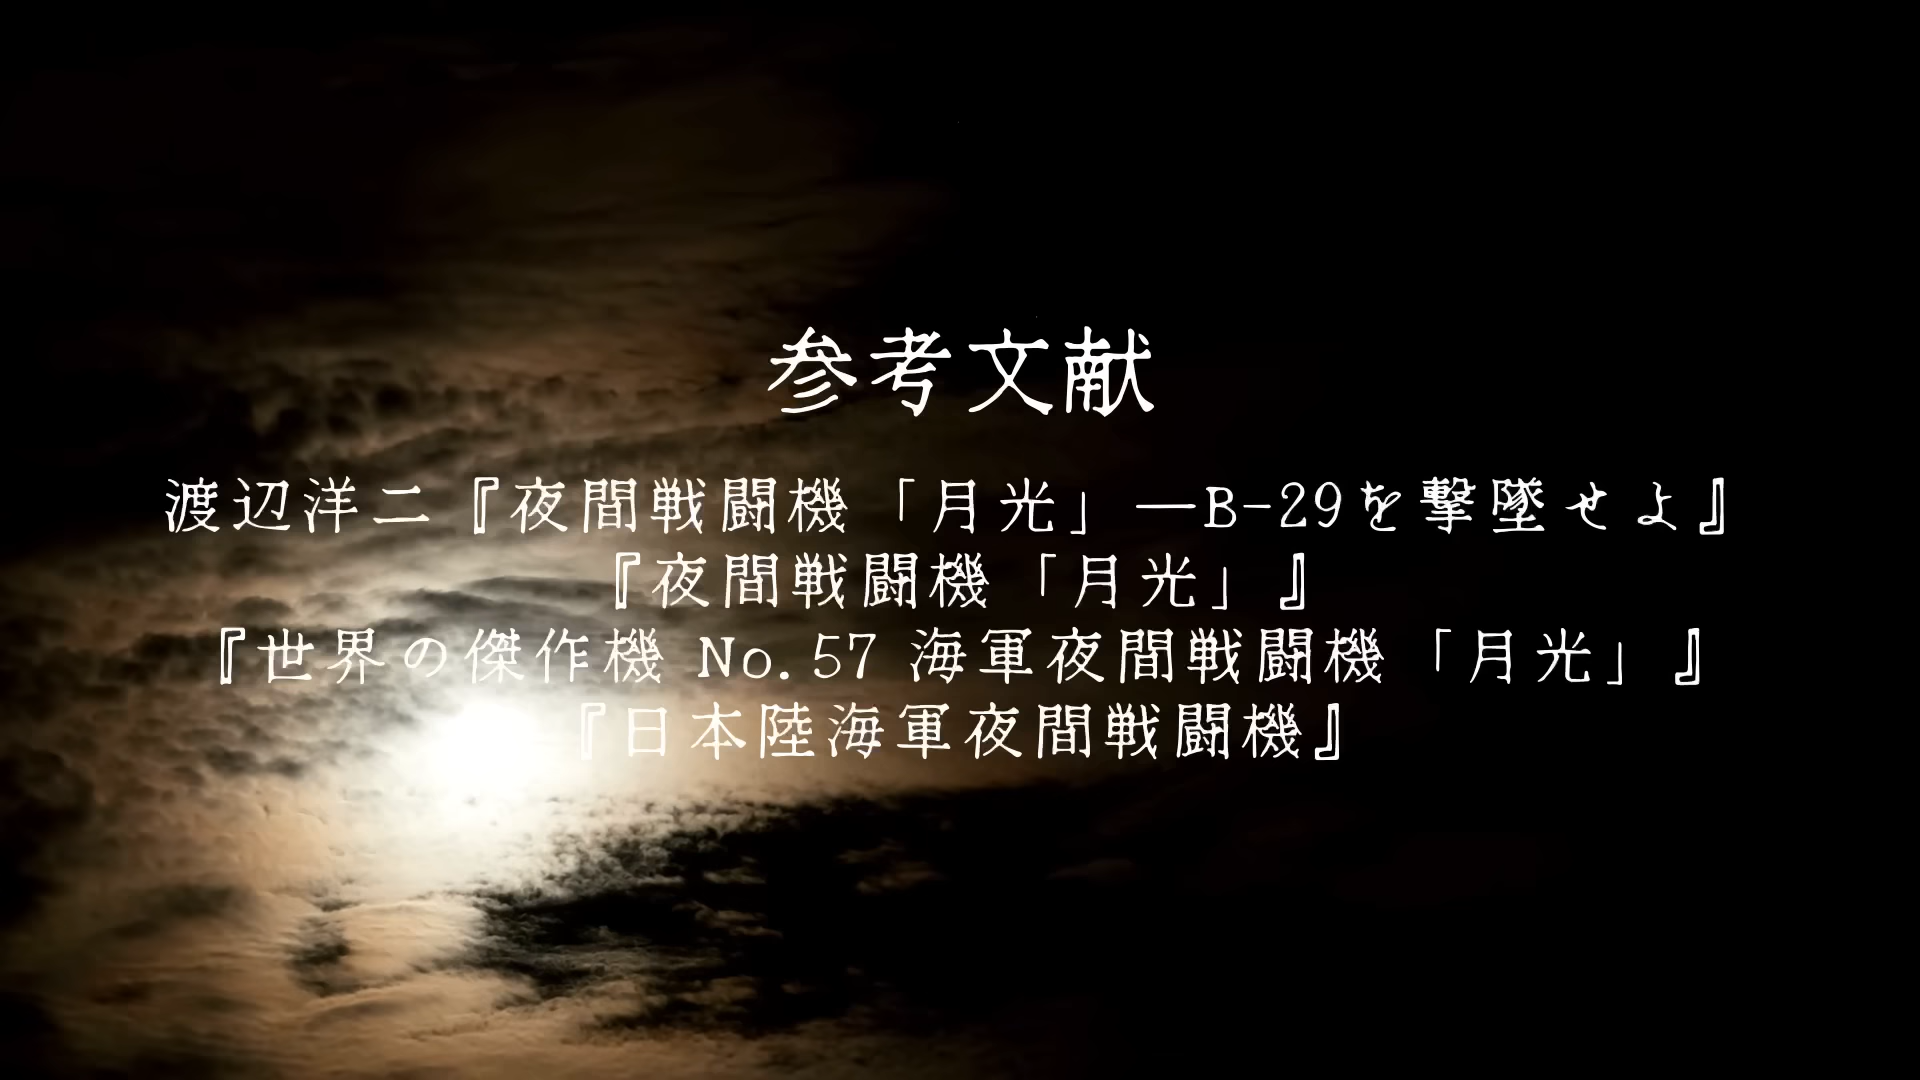 参考文献
渡辺洋二『夜間戦闘機「月光」―B-29を撃墜せよ』
『夜間戦闘機「月光」』
『世界の傑作機 No.57 海軍夜間戦闘機「月光」』
『日本陸海軍夜間戦闘機』